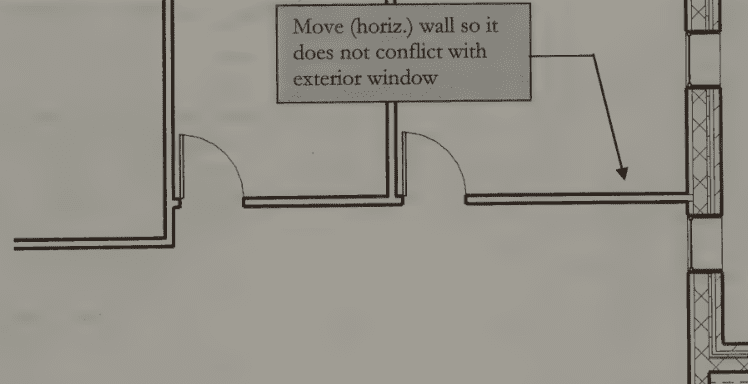 Move (horiz.) wall so it
does not conflict with
exterior window